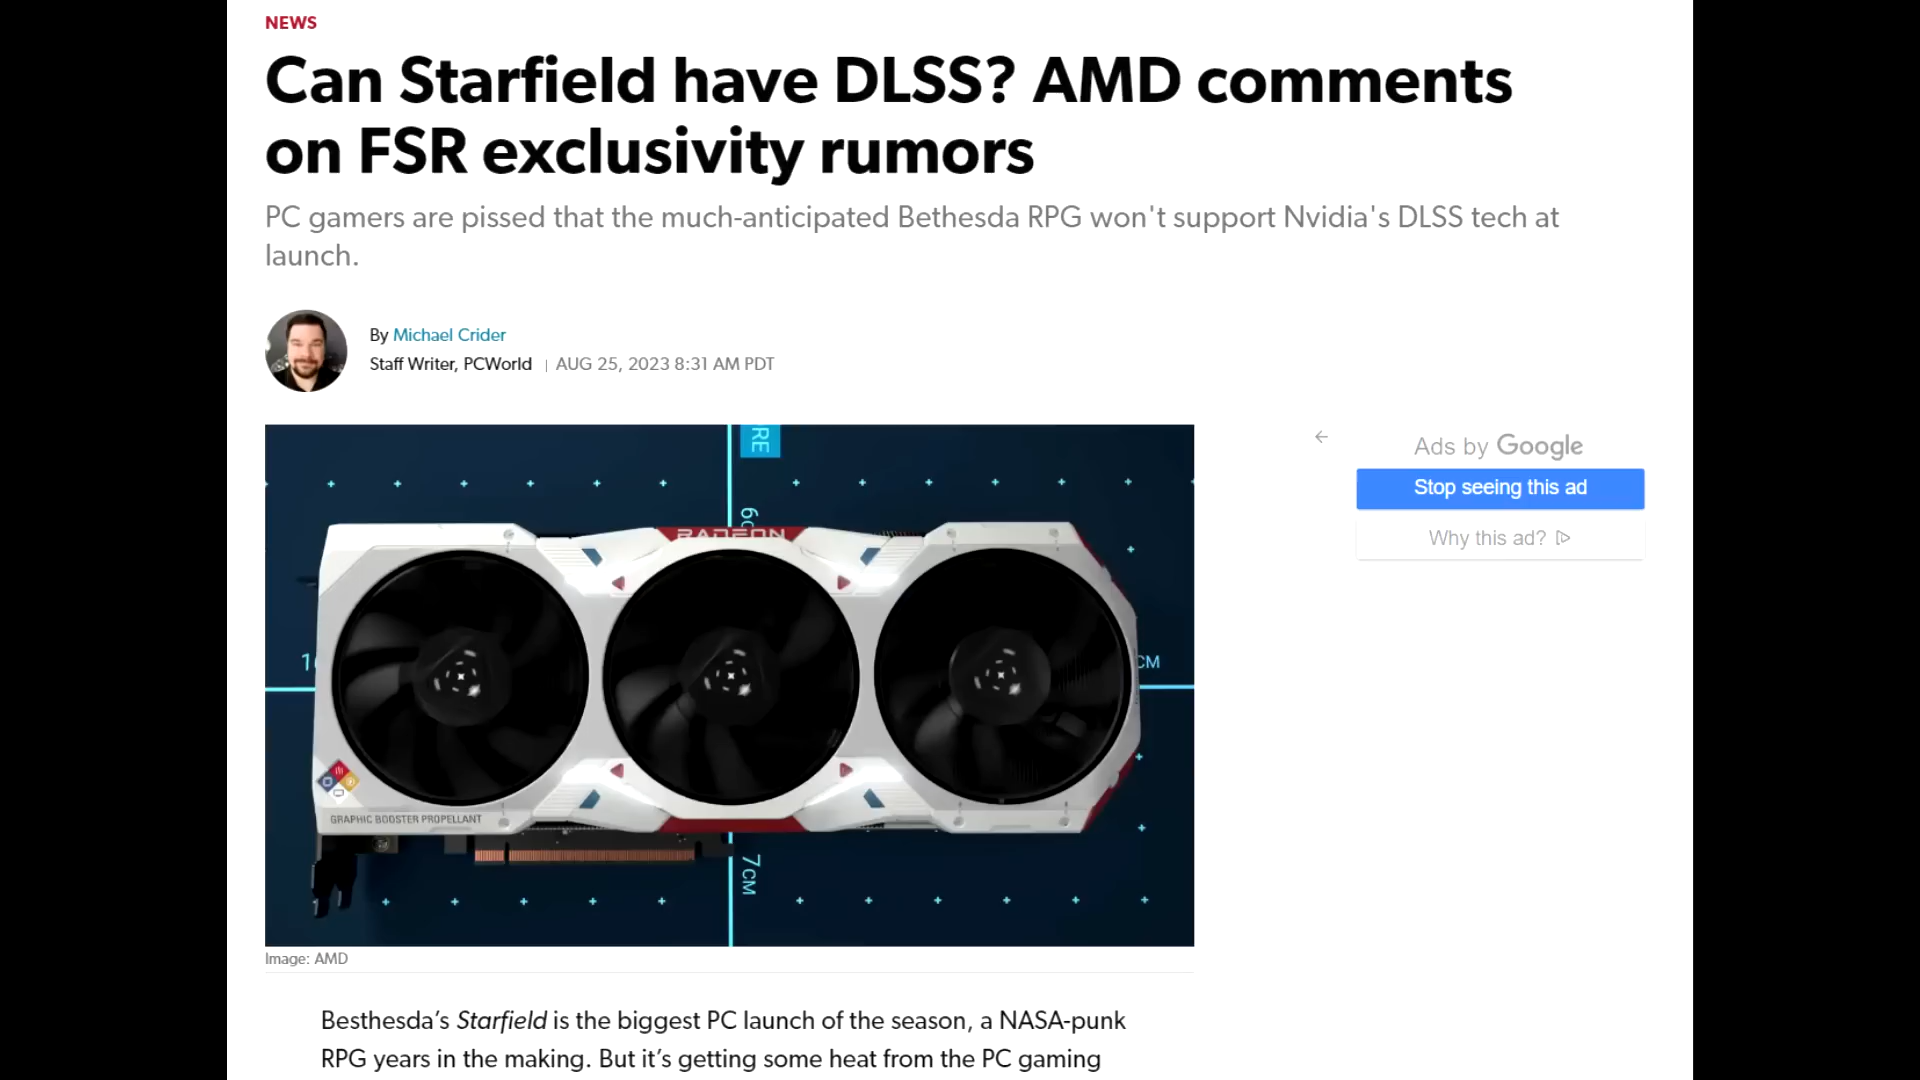 NEWS
Can Starfield have DLSS? AMD comments
on FSR exclusivity rumors
PC gamers are pissed that the much-anticipated Bethesda RPG won't support Nvidia's DLSS tech at
launch.
By Michael Crider
Staff Writer, PCWorld | AUG 25, 2023 8:31 AM PDT
Ads by Google
Stop seeing this ad
Why this ad?
RE
RADEON
CM
GRAPHIC BOOSTER PROPELLANT
7CM
Image: AMD
Besthesda’s Starfield is the biggest PC launch of the season, a NASA-punk
RPG years in the making. But it’s getting some heat from the PC gaming